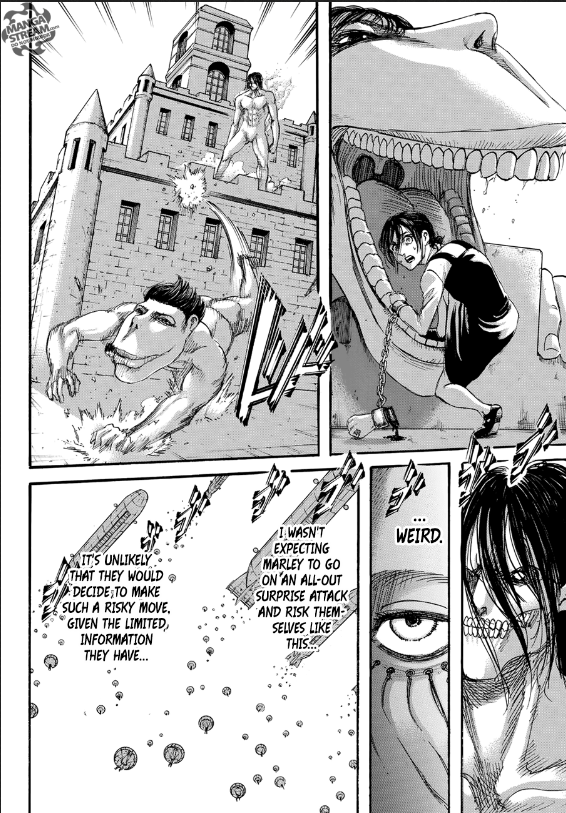 MANGA
STREAM
...
WEIRD.
I WASN'T
EXPECTING
MARLEY TO GO
ON AN ALL-OUT
SURPRISE ATTACK
AND RISK THEM-
SELVES LIKE
THIS...
IT'S UNLIKELY
THAT THEY WOULD
DECIDE TO MAKE
SUCH A RISKY MOVE,
GIVEN THE LIMITED
INFORMATION
THEY HAVE...